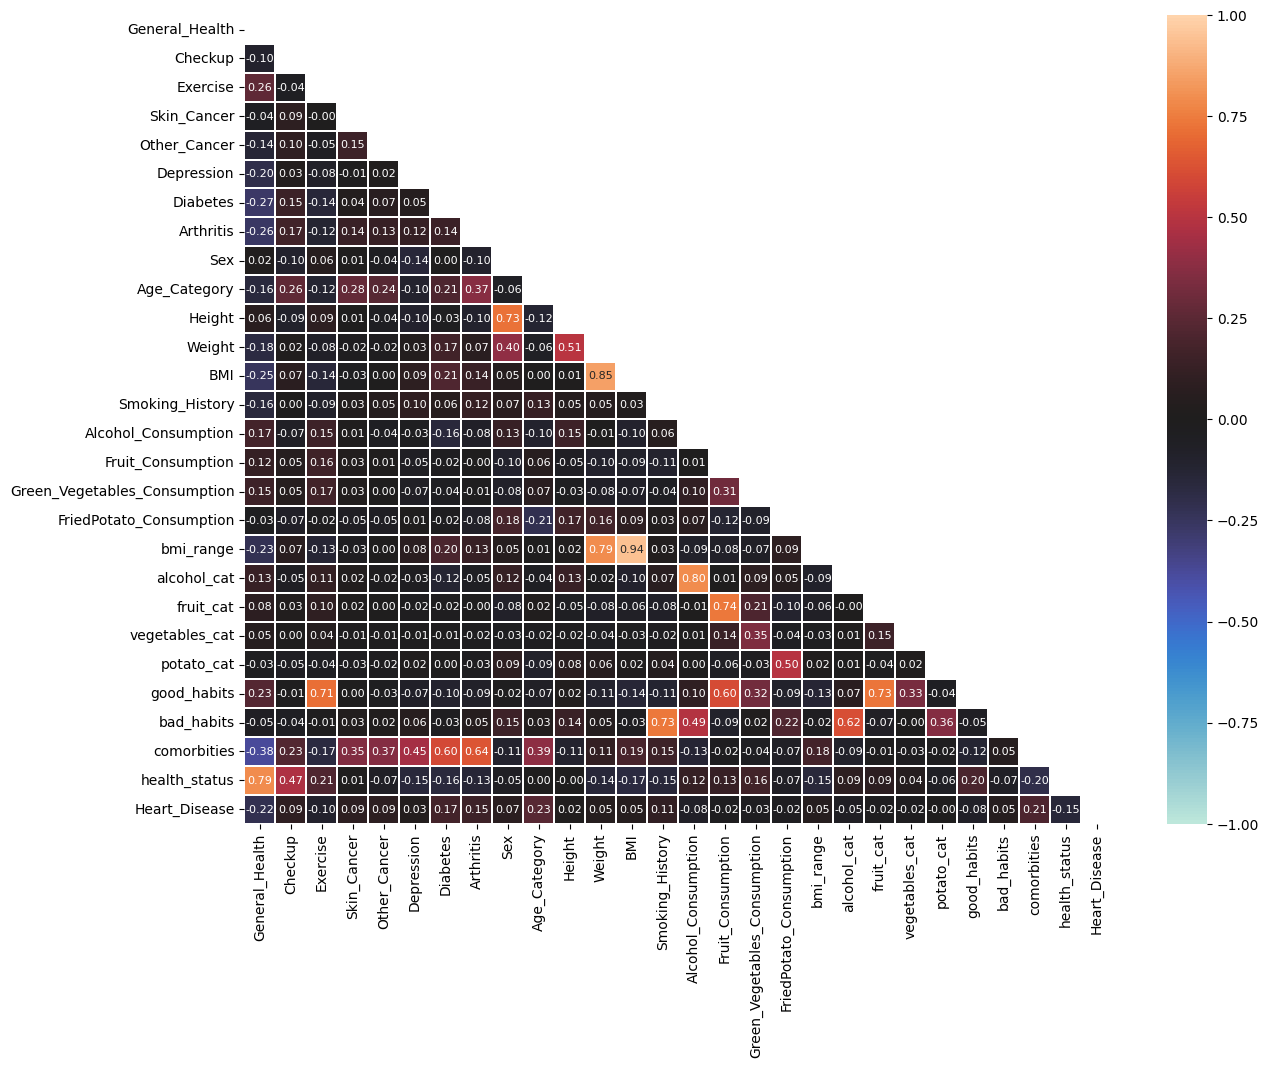 General_Health
Checkup -0.10
Exercise 0.26 -0.04
Skin_Cancer -0.04 0.09 -0.00
Other_Cancer -0.14 0.10 -0.05 0.15
Depression -0.20 0.03 -0.08 -0.01 0.02
Diabetes -0.27 0.15 -0.14 0.04 0.07 0.05
Arthritis -0.26 0.17 -0.12 0.14 0.13 0.12 0.14
Sex 0.02 -0.10 0.06 0.01 -0.04 -0.14 0.00 -0.10
Age_Category -0.16 0.26 -0.12 0.28 0.24 -0.10 0.21 0.37 -0.06
Height 0.06 -0.09 0.09 0.01 -0.04 -0.10 -0.03 -0.10 0.73 -0.12
Weight -0.18 0.02 -0.08 -0.02 -0.02 0.03 0.17 0.07 0.40 -0.06 0.51
BMI -0.25 0.07 -0.14 -0.03 0.00 0.09 0.21 0.14 0.05 0.00 0.01 0.85
Smoking_History -0.16 0.00 -0.09 0.03 0.05 0.10 0.06 0.12 0.07 0.13 0.05 0.05 0.03
Alcohol_Consumption 0.17 -0.07 0.15 0.01 -0.04 -0.03 -0.16 -0.08 0.13 -0.10 0.15 -0.01 -0.10 0.06
Fruit_Consumption 0.12 0.05 0.16 0.03 0.01 -0.05 -0.02 -0.00 -0.10 0.06 -0.05 -0.10 -0.09 -0.11 0.01
Green_Vegetables_Consumption 0.15 0.05 0.17 0.03 0.00 -0.07 -0.04 -0.01 -0.08 0.07 -0.03 -0.08 -0.07 -0.04 0.10 0.31
FriedPotato_Consumption -0.03 -0.07 -0.02 -0.05 -0.05 0.01 -0.02 -0.08 0.18 -0.21 0.17 0.16 0.09 0.03 0.07 -0.12 -0.09
bmi_range -0.23 0.07 -0.13 -0.03 0.00 0.08 0.20 0.13 0.05 0.01 0.02 0.79 0.94 0.03 -0.09 -0.08 -0.07 0.09
alcohol_cat 0.13 -0.05 0.11 0.02 -0.02 -0.03 -0.12 -0.05 0.12 -0.04 0.13 -0.02 -0.10 0.07 0.80 0.01 0.09 0.05 -0.09
fruit_cat 0.08 0.03 0.10 0.02 0.00 -0.02 -0.02 -0.00 -0.08 0.02 -0.05 -0.08 -0.06 -0.08 -0.01 0.74 0.21 -0.10 -0.06 -0.00
vegetables_cat 0.05 0.00 0.04 -0.01 -0.01 -0.01 -0.01 -0.02 -0.03 -0.02 -0.02 -0.04 -0.03 -0.02 0.01 0.14 0.35 -0.04 -0.03 0.01 0.15
potato_cat -0.03 -0.05 -0.04 -0.03 -0.02 0.02 0.00 -0.03 0.09 -0.09 0.08 0.06 0.02 0.04 0.00 -0.06 -0.03 0.50 0.02 0.01 -0.04 0.02
good_habits 0.23 -0.01 0.71 0.00 -0.03 -0.07 -0.10 -0.09 -0.02 -0.07 0.02 -0.11 -0.14 -0.11 0.10 0.60 0.32 -0.09 -0.13 0.07 0.73 0.33 -0.04
bad_habits -0.05 -0.04 -0.01 0.03 0.02 0.06 -0.03 0.05 0.15 0.03 0.14 0.05 -0.03 0.73 0.49 -0.09 0.02 0.22 -0.02 0.62 -0.07 -0.00 0.36 -0.05
comorbities -0.38 0.23 -0.17 0.35 0.37 0.45 0.60 0.64 -0.11 0.39 -0.11 0.11 0.19 0.15 -0.13 -0.02 -0.04 -0.07 0.18 -0.09 -0.01 -0.03 -0.02 -0.12 0.05
health_status 0.79 0.47 0.21 0.01 -0.07 -0.15 -0.16 -0.13 -0.05 0.00 -0.00 -0.14 -0.17 -0.15 0.12 0.13 0.16 -0.07 -0.15 0.09 0.09 0.04 -0.06 0.20 -0.07 -0.20
Heart_Disease -0.22 0.09 -0.10 0.09 0.09 0.03 0.17 0.15 0.07 0.23 0.02 0.05 0.05 0.11 -0.08 -0.02 -0.03 -0.02 0.05 -0.05 -0.02 -0.02 -0.00 -0.08 0.05 0.21 -0.15
General_Health
Checkup
Exercise
Skin_Cancer
Other_Cancer
Depression
Diabetes
Arthritis
Sex
Age_Category
Height
Weight
BMI
Smoking_History
Alcohol_Consumption
Fruit_Consumption
Green_Vegetables_Consumption
FriedPotato_Consumption
bmi_range
alcohol_cat
fruit_cat
vegetables_cat
potato_cat
good_habits
bad_habits
comorbities
health_status
Heart_Disease
1.00
0.75
0.50
0.25
0.00
−0.25
−0.50
−0.75
−1.00